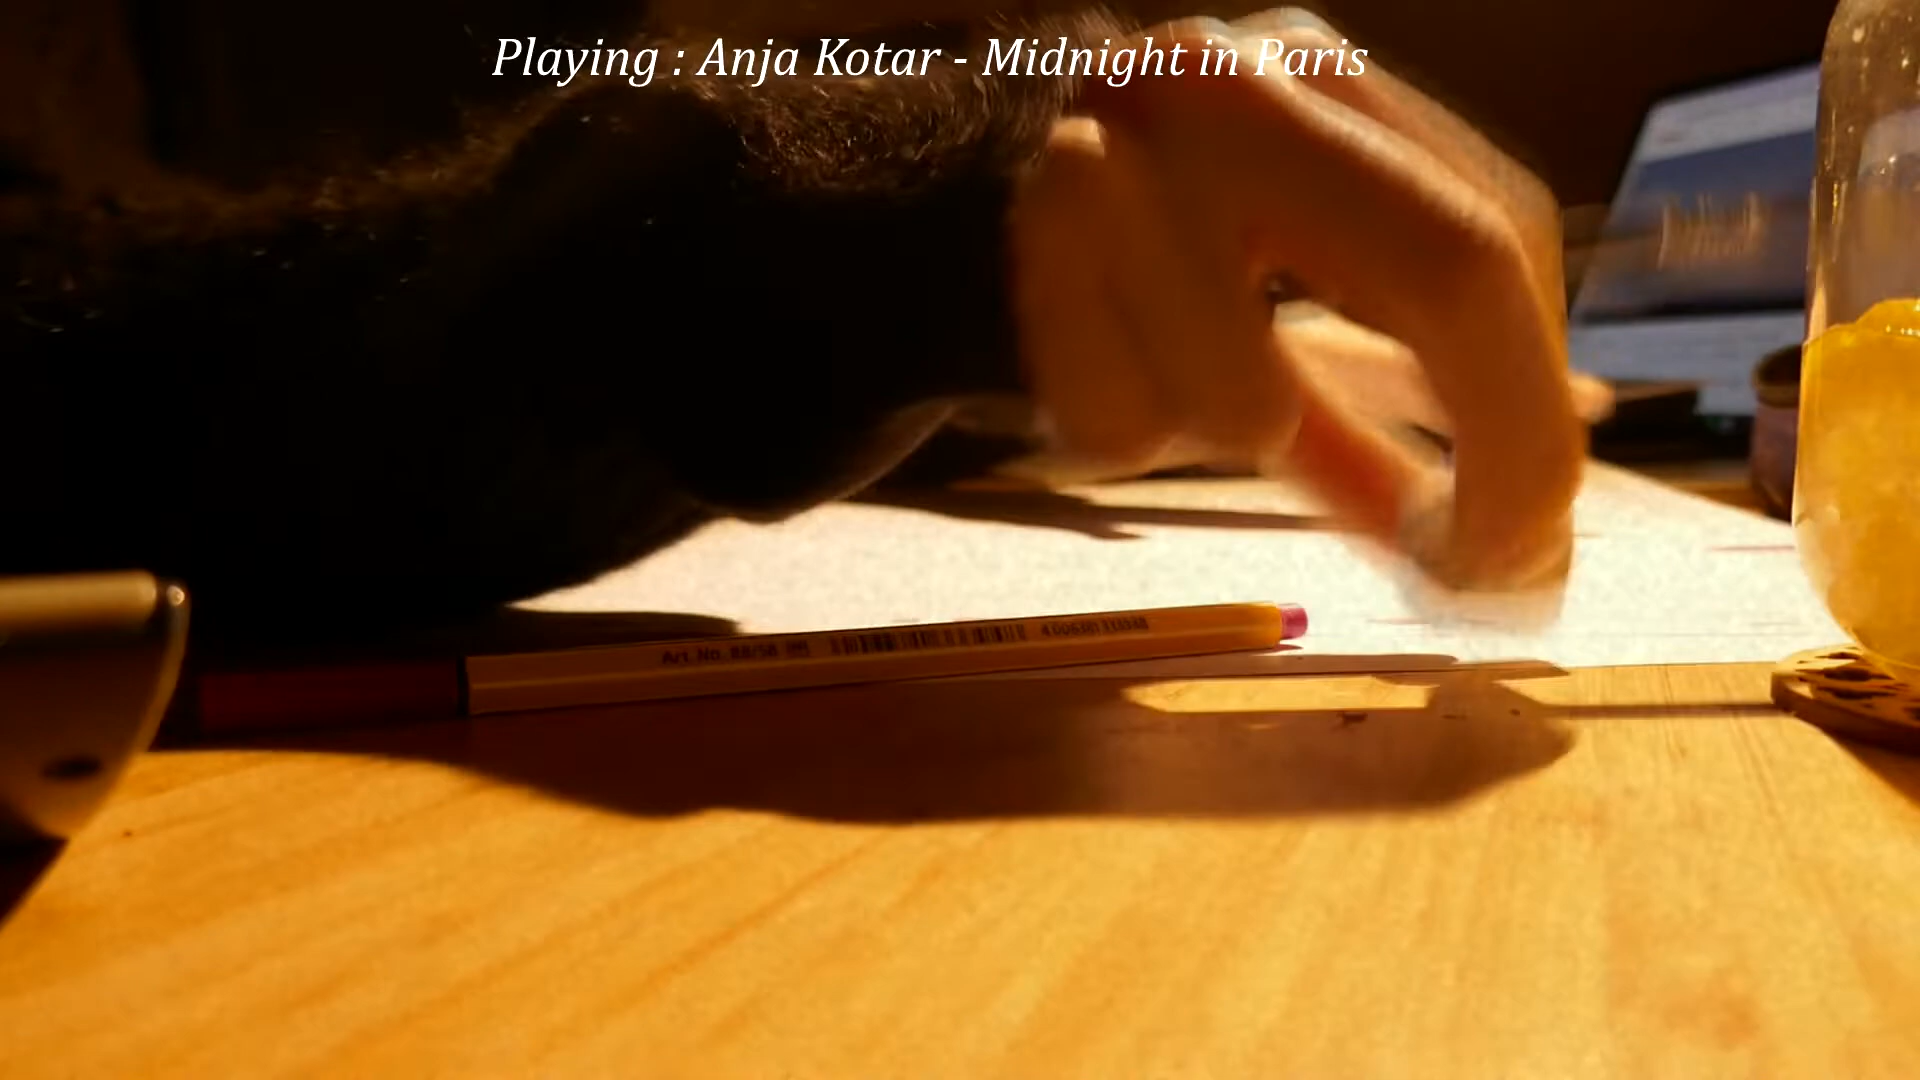 Playing : Anja Kotar - Midnight in Paris
Art. No. 88/58